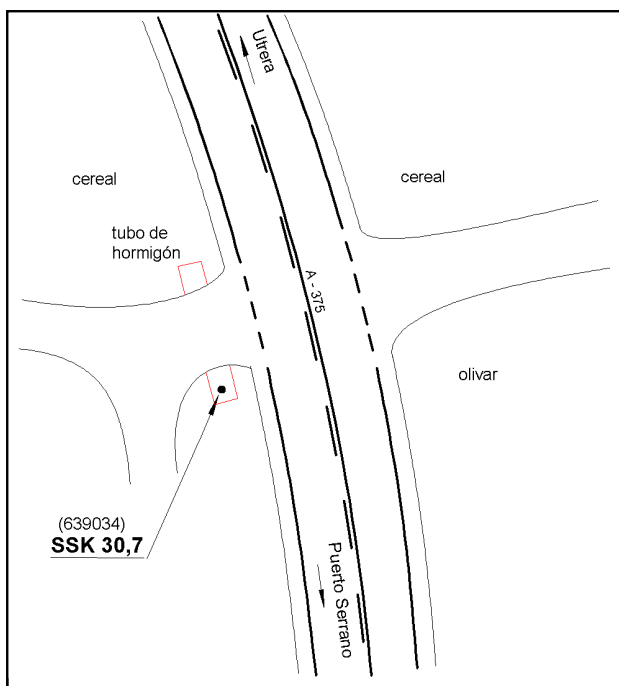 Utrera
cereal
cereal
tubo de
hormigón
A - 375
olivar
(639034)
SSK 30,7
Puerto Serrano